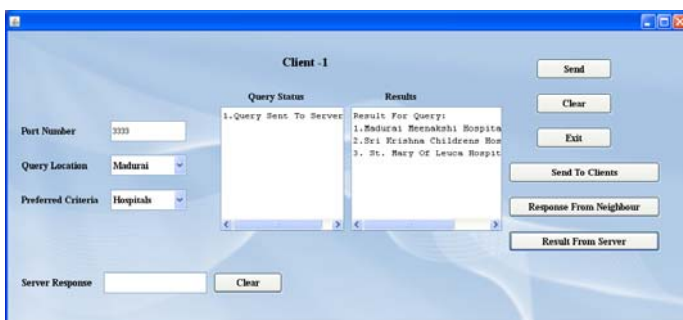 Client -1
Query Status
Results
Port Number
3333
Query Location
Madurai
Preferred Criteria
Hospitals
1.Query Sent To Server
Result For Query:
1.Madurai Meenakshi Hospita
2.Sri Krishna Childrens Hos
3. St. Mary Of Leuca Hospit
Send
Clear
Exit
Send To Clients
Response From Neighbour
Result From Server
Server Response
Clear